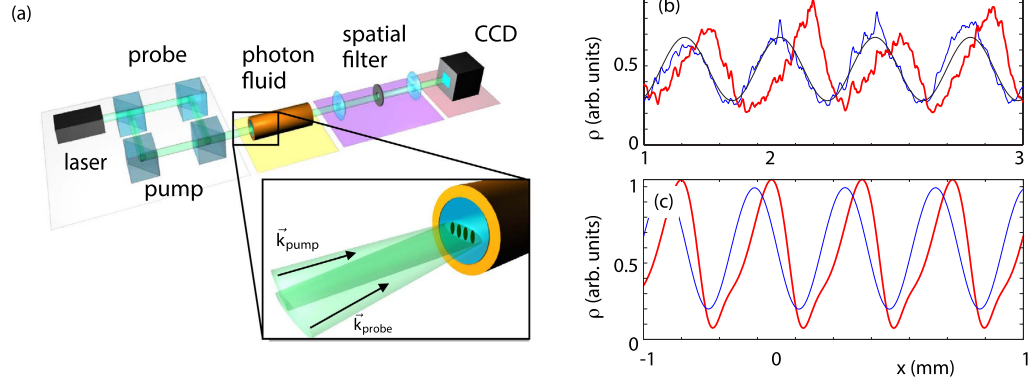 (a)
probe
photon
fluid
spatial
filter
CCD
laser
pump
k⃗pump
k⃗probe
(b)
ρ (arb. units)
0.5
0
1
2
3
(c)
ρ (arb. units)
1
0.5
0
-1
0
1
x (mm)